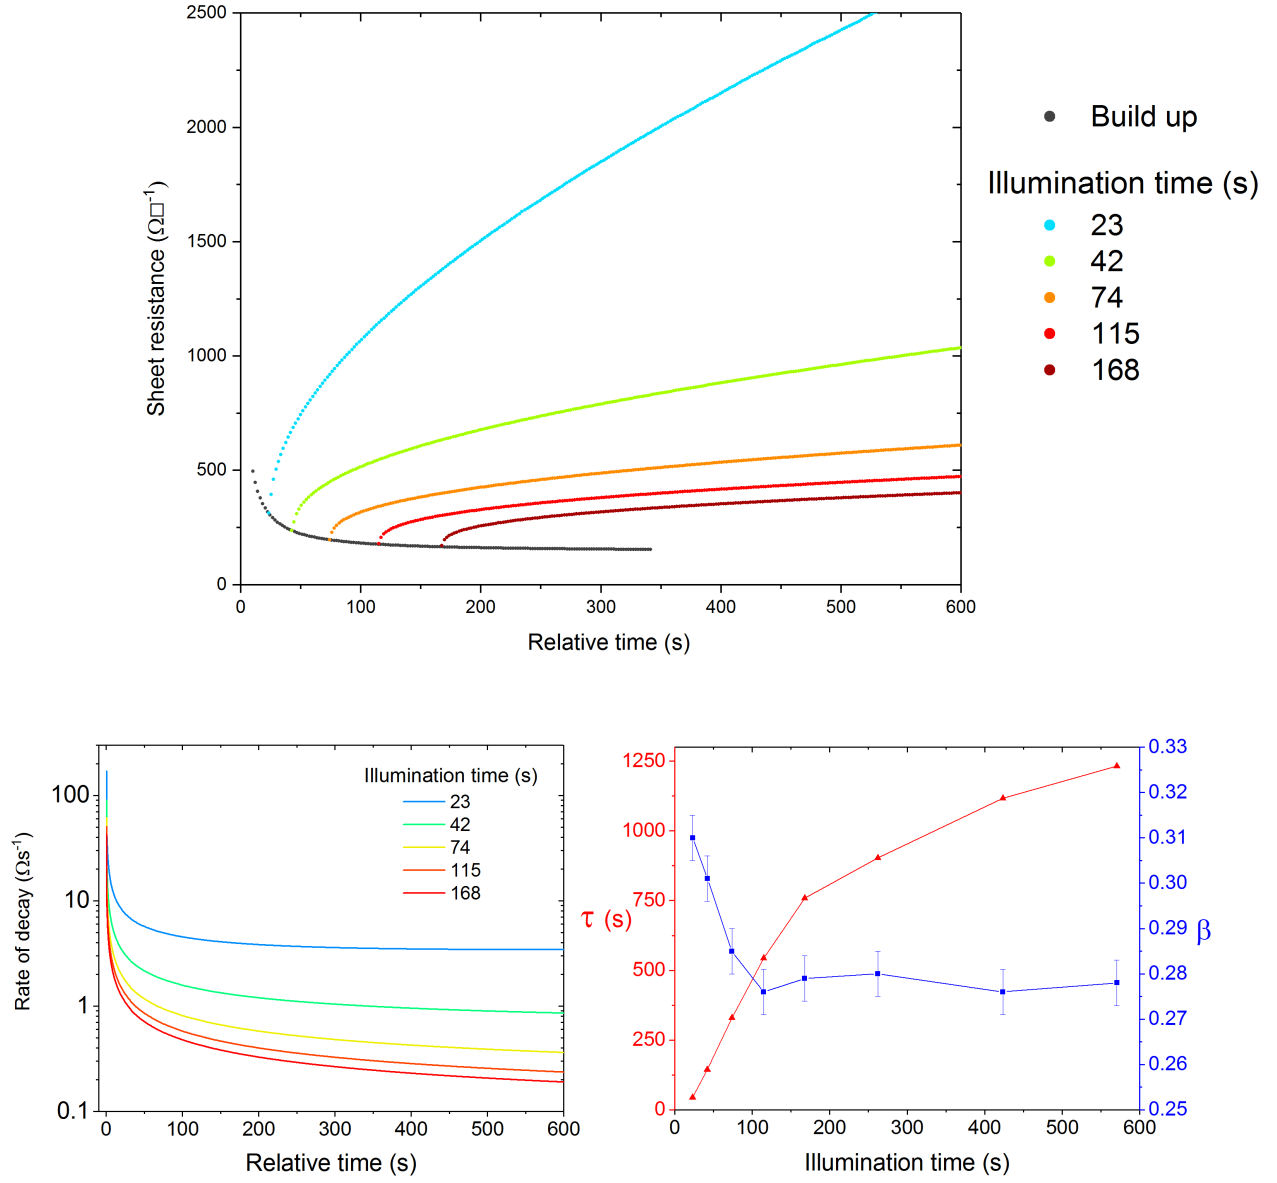 2500
2000
1500
1000
500
0
Sheet resistance (Ω□⁻¹)
0 100 200 300 400 500 600
Relative time (s)
Build up
Illumination time (s)
23
42
74
115
168
100
10
1
0.1
Rate of decay (Ωs⁻¹)
Illumination time (s)
23
42
74
115
168
0 100 200 300 400 500 600
Relative time (s)
1250
1000
750
500
250
0
τ (s)
0.33
0.32
0.31
0.30
0.29
0.28
0.27
0.26
0.25
β
0 100 200 300 400 500 600
Illumination time (s)